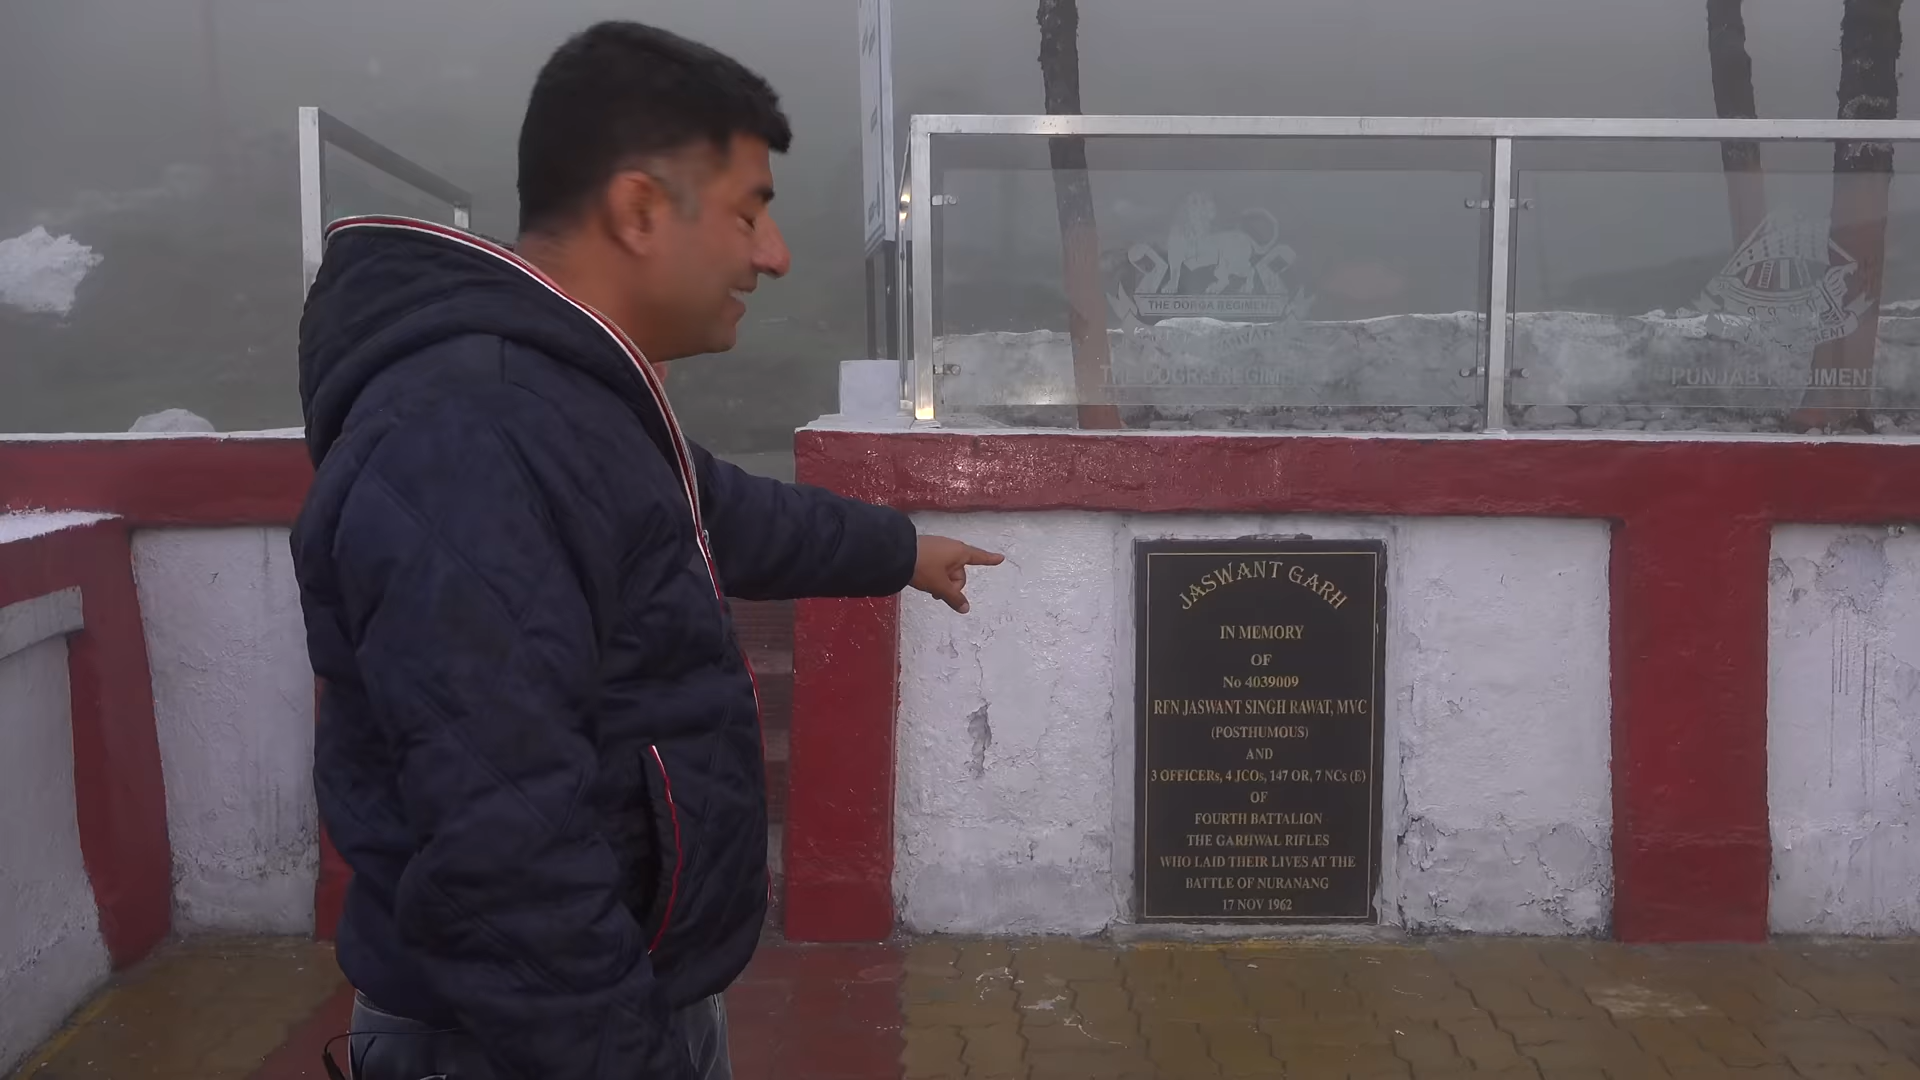 THE DOGRA REGIMENT
THE DOGRA REGIMENT
PUNJAB REGIMENT
JASWANT GARH
IN MEMORY
OF
No 4039009
RFN JASWANT SINGH RAWAT, MVC
(POSTHUMOUS)
AND
3 OFFICERs, 4 JCOs, 147 OR, 7 NCs (E)
OF
FOURTH BATTALION
THE GARHWAL RIFLES
WHO LAID THEIR LIVES AT THE
BATTLE OF NURANANG
17 NOV 1962